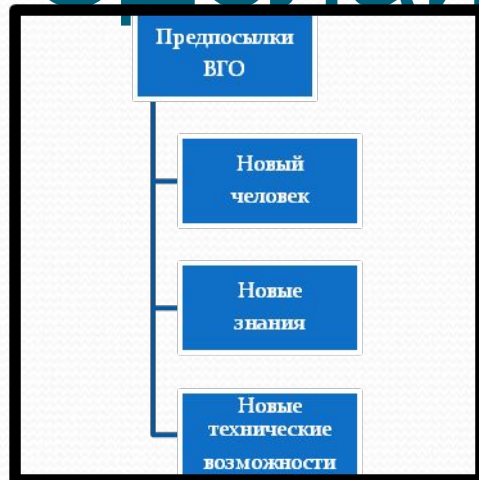 Предпосылки
ВГО
Новый
человек
Новые
знания
Новые
технические
возможности